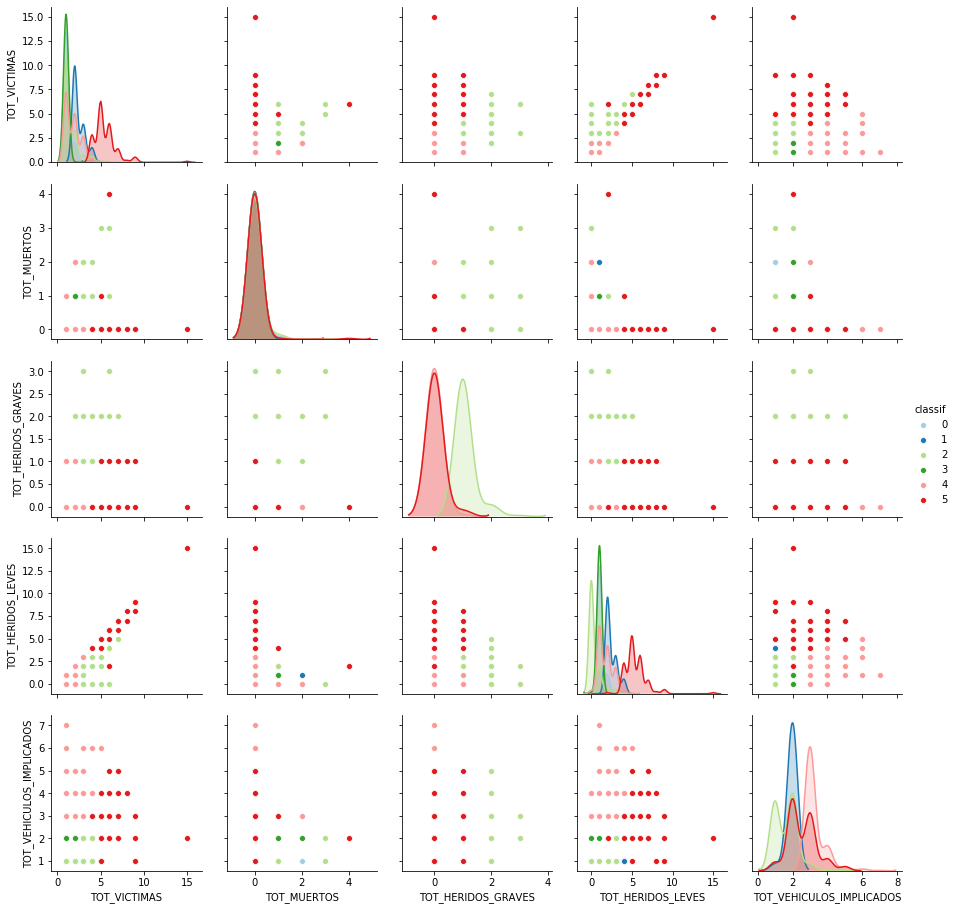 15.0
12.5
10.0
7.5
5.0
2.5
0.0
TOT_VICTIMAS
4
3
2
1
0
TOT_MUERTOS
3.0
2.5
2.0
1.5
1.0
0.5
0.0
TOT_HERIDOS_GRAVES
classif
0
1
2
3
4
5
15.0
12.5
10.0
7.5
5.0
2.5
0.0
TOT_HERIDOS_LEVES
7
6
5
4
3
2
1
TOT_VEHICULOS_IMPLICADOS
0 5 10 15
TOT_VICTIMAS
0 2 4
TOT_MUERTOS
0 2 4
TOT_HERIDOS_GRAVES
0 5 10 15
TOT_HERIDOS_LEVES
0 2 4 6 8
TOT_VEHICULOS_IMPLICADOS